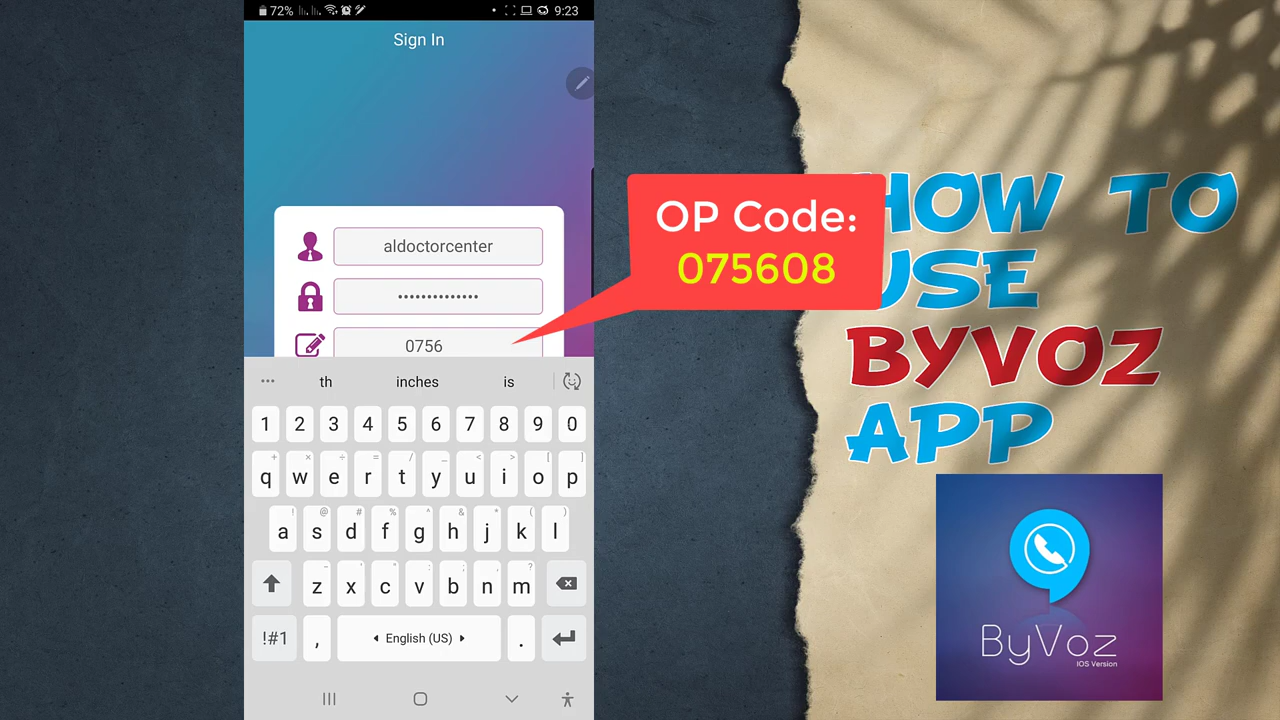 72% 9:23
Sign In
aldoctorcenter
••••••••••••••
0756
OP Code:
075608
HOW TO
USE
BYVOZ
APP
••• th inches is
1 2 3 4 5 6 7 8 9 0
q w e r t y u i o p
a s d f g h j k l
z x c v b n m
!#1 , English (US) .
ByVoz
IOS Version